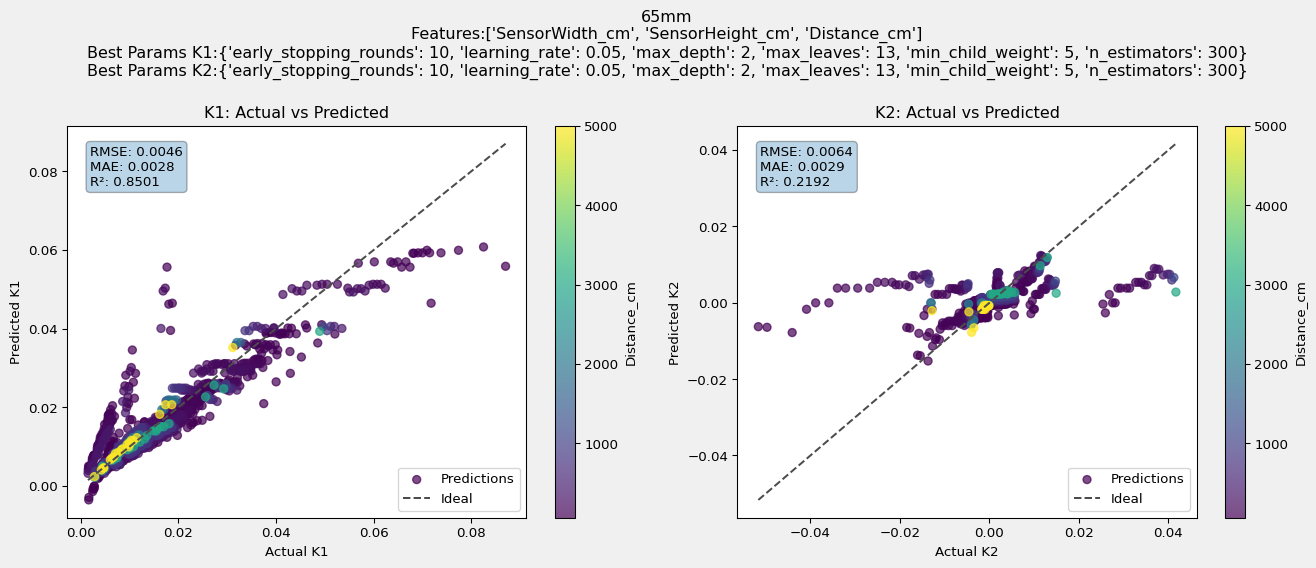 65mm
Features:['SensorWidth_cm', 'SensorHeight_cm', 'Distance_cm']
Best Params K1:{'early_stopping_rounds': 10, 'learning_rate': 0.05, 'max_depth': 2, 'max_leaves': 13, 'min_child_weight': 5, 'n_estimators': 300}
Best Params K2:{'early_stopping_rounds': 10, 'learning_rate': 0.05, 'max_depth': 2, 'max_leaves': 13, 'min_child_weight': 5, 'n_estimators': 300}
K1: Actual vs Predicted
RMSE: 0.0046
MAE: 0.0028
R²: 0.8501
Predicted K1
0.08
0.06
0.04
0.02
0.00
0.00
0.02
0.04
0.06
0.08
Actual K1
Predictions
Ideal
5000
4000
3000
2000
1000
Distance_cm
K2: Actual vs Predicted
RMSE: 0.0064
MAE: 0.0029
R²: 0.2192
Predicted K2
0.04
0.02
0.00
−0.02
−0.04
−0.04
−0.02
0.00
0.02
0.04
Actual K2
Predictions
Ideal
5000
4000
3000
2000
1000
Distance_cm